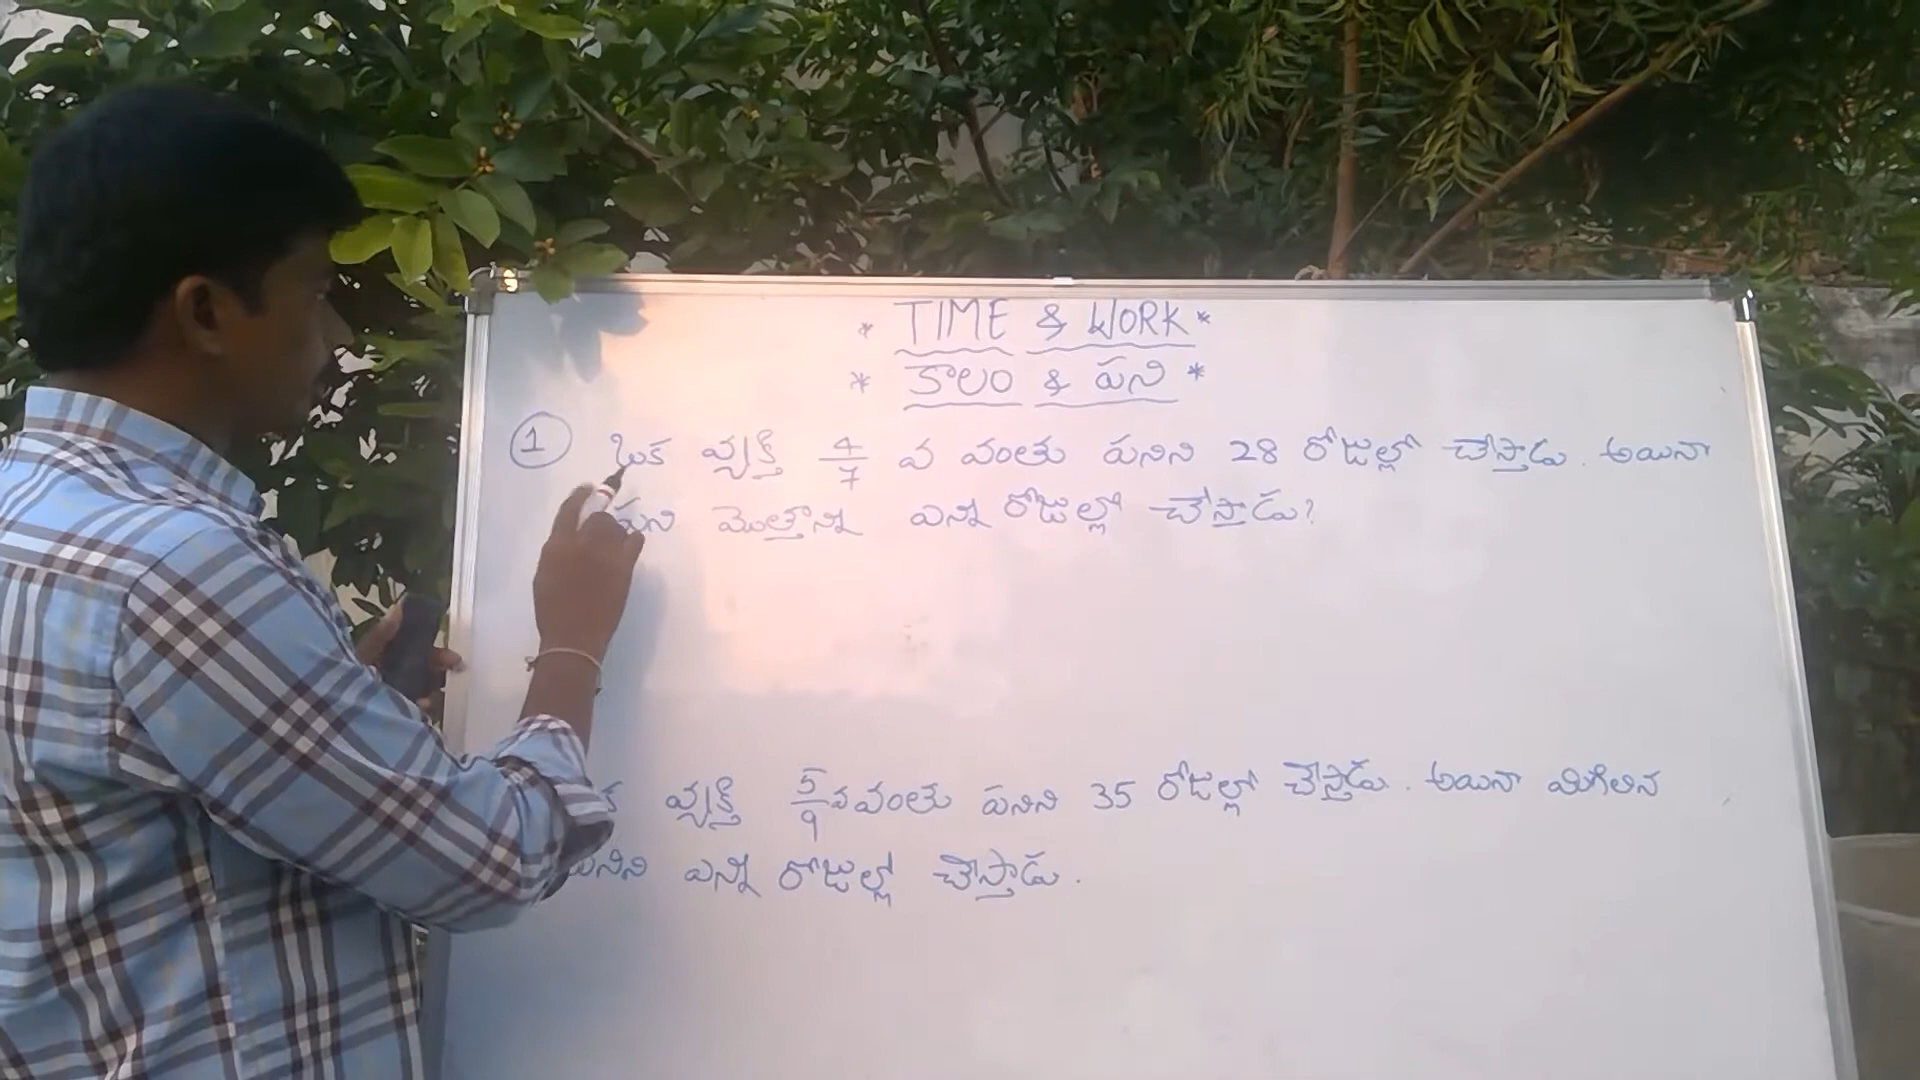 * TIME & WORK *
* కాలం & పని *
1 ఒక వ్యక్తి 4/7 వ వంతు పనిని 28 రోజుల్లో చేస్తాడు. అయినా
పని మొత్తాన్ని ఎన్ని రోజుల్లో చేస్తాడు?
వ్యక్తి 5/9 వ వంతు పనిని 35 రోజుల్లో చేస్తాడు. అయినా మిగిలిన
పనిని ఎన్ని రోజుల్లో చేస్తాడు.